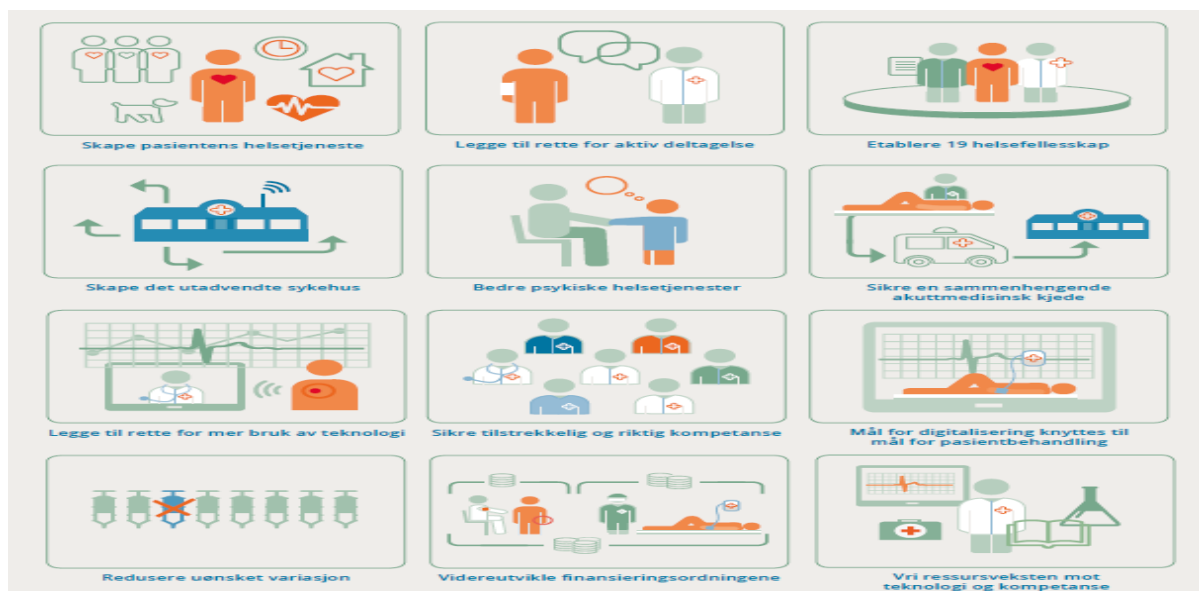 Skape pasientens helsetjeneste
Legge til rette for aktiv deltagelse
Etablere 19 helsefellesskap
Skape det utadvendte sykehus
Bedre psykiske helsetjenester
Sikre en sammenhengende
akuttmedisinsk kjede
Legge til rette for mer bruk av teknologi
Sikre tilstrekkelig og riktig kompetanse
Mål for digitalisering knyttes til
mål for pasientbehandling
Redusere uønsket variasjon
Videreutvikle finansieringsordningene
Vri ressursveksten mot
teknologi og kompetanse